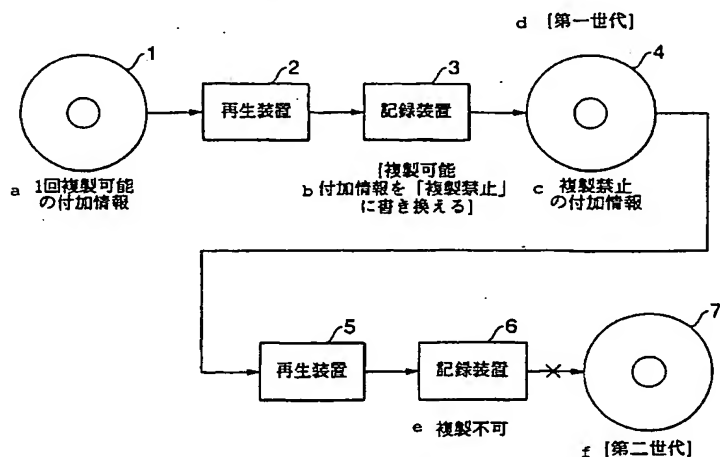 d [第一世代]
1
2
3
4
再生装置
記録装置
a 1回複製可能
の付加情報
[複製可能
b 付加情報を「複製禁止」
に書き換える]
c 複製禁止
の付加情報
5
6
7
再生装置
記録装置
e 複製不可
f [第二世代]